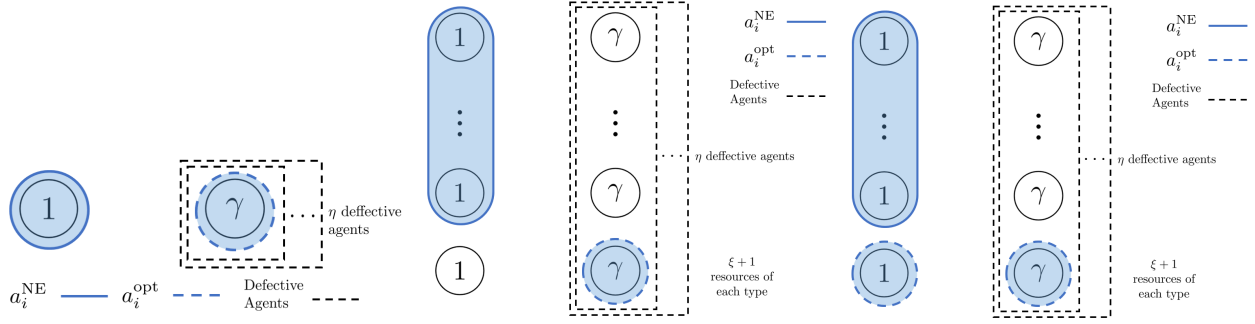 1
γ
· · · η deffective
agents
a_i^NE
a_i^opt
Defective
Agents
1
⋮
1
1
γ
⋮
γ
γ
a_i^NE
a_i^opt
Defective
Agents
· · · η deffective agents
ξ + 1
resources of
each type
1
⋮
1
1
γ
⋮
γ
γ
a_i^NE
a_i^opt
Defective
Agents
· · · η deffective agents
ξ + 1
resources of
each type